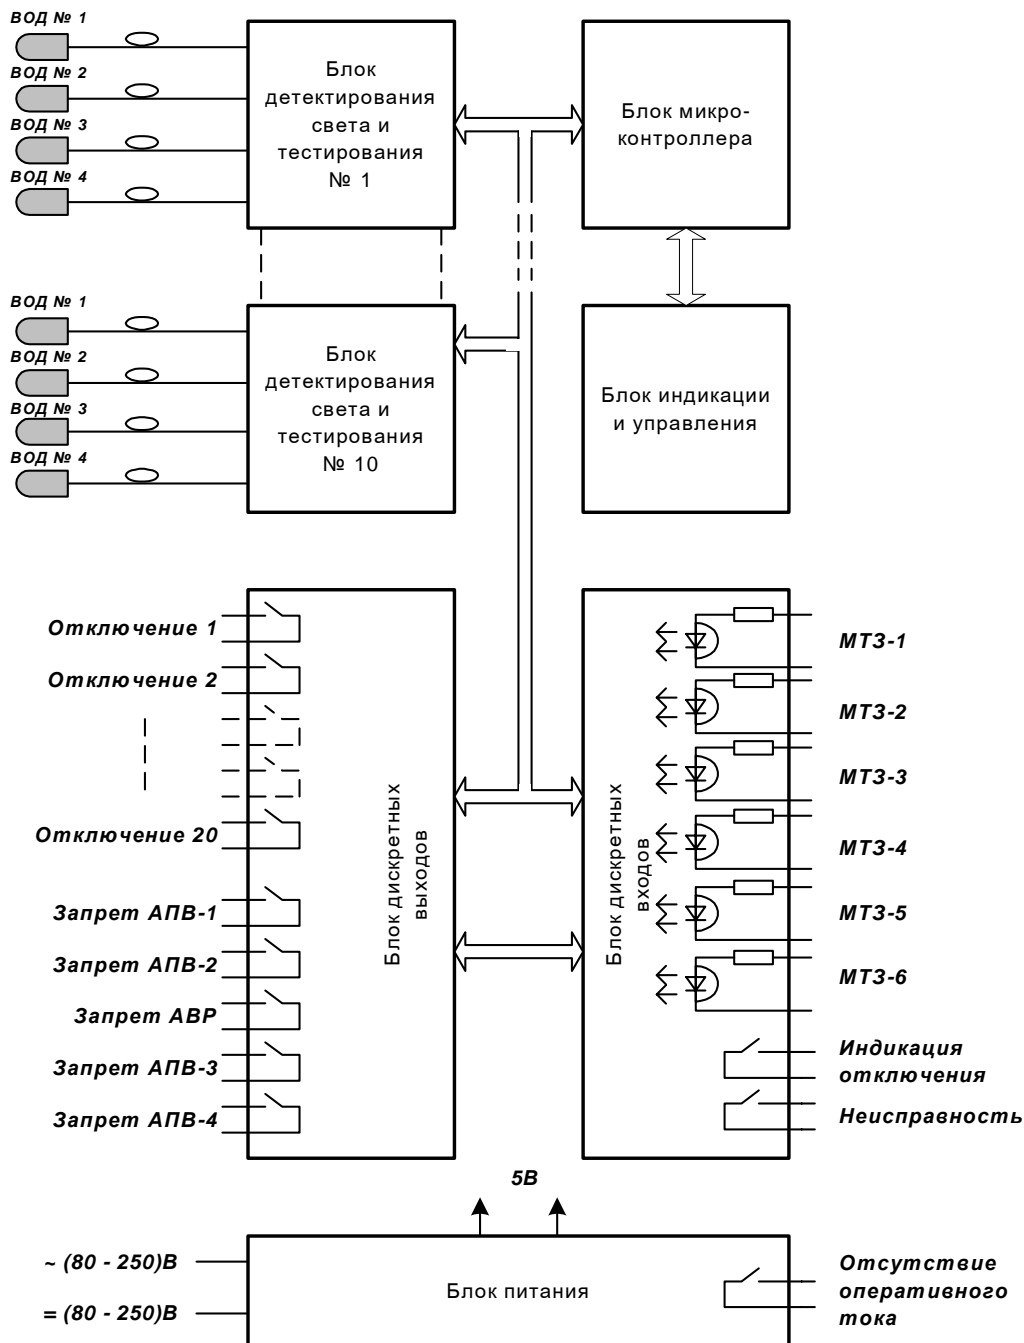 ВОД № 1
ВОД № 2
ВОД № 3
ВОД № 4
Блок
детектирования
света и
тестирования
№ 1
Блок микро-
контроллера
ВОД № 1
ВОД № 2
ВОД № 3
ВОД № 4
Блок
детектирования
света и
тестирования
№ 10
Блок индикации
и управления
Отключение 1
Отключение 2
Отключение 20
Запрет АПВ-1
Запрет АПВ-2
Запрет АВР
Запрет АПВ-3
Запрет АПВ-4
Блок дискретных
выходов
Блок дискретных
входов
МТЗ-1
МТЗ-2
МТЗ-3
МТЗ-4
МТЗ-5
МТЗ-6
Индикация
отключения
Неисправность
5В
~ (80 - 250)В
= (80 - 250)В
Блок питания
Отсутствие
оперативного
тока